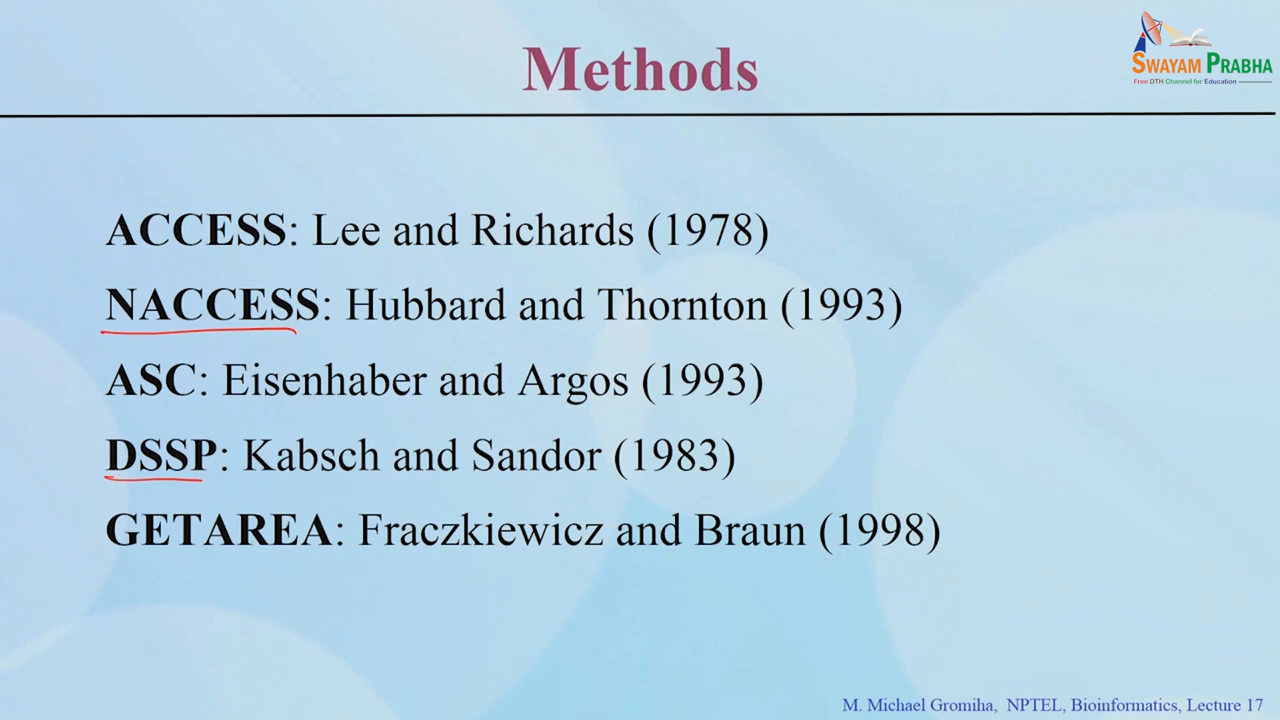 SWAYAM PRABHA
Free DTH Channel for Education
Methods
ACCESS: Lee and Richards (1978)
NACCESS: Hubbard and Thornton (1993)
ASC: Eisenhaber and Argos (1993)
DSSP: Kabsch and Sandor (1983)
GETAREA: Fraczkiewicz and Braun (1998)
M. Michael Gromiha, NPTEL, Bioinformatics, Lecture 17